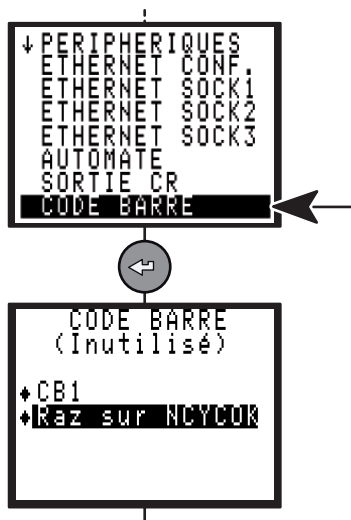 PERIPHERIQUES
ETHERNET CONF.
ETHERNET SOCK1
ETHERNET SOCK2
ETHERNET SOCK3
AUTOMATE
SORTIE CR
CODE BARRE
CODE BARRE
(Inutilisé)
CB1
Raz sur NCYCOK